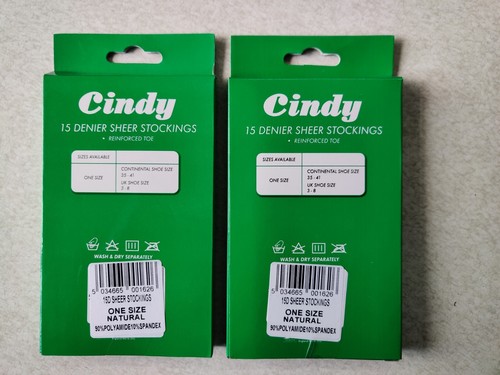 Cindy
15 DENIER SHEER STOCKINGS
• REINFORCED TOE
SIZES AVAILABLE
ONE SIZE
CONTINENTAL SHOE SIZE
35 - 41
UK SHOE SIZE
3 - 8
WASH & DRY SEPARATELY
5 034665 001626
15D SHEER STOCKINGS
ONE SIZE
NATURAL
90%POLYAMIDE10%SPANDEX
Cindy
15 DENIER SHEER STOCKINGS
• REINFORCED TOE
SIZES AVAILABLE
ONE SIZE
CONTINENTAL SHOE SIZE
35 - 41
UK SHOE SIZE
3 - 8
WASH & DRY SEPARATELY
5 034665 001626
15D SHEER STOCKINGS
ONE SIZE
NATURAL
90%POLYAMIDE10%SPANDEX